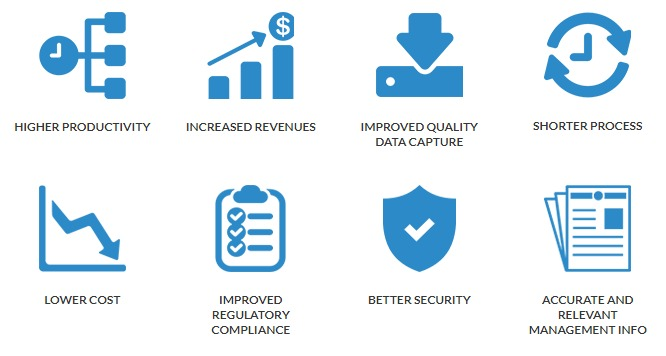 $
HIGHER PRODUCTIVITY
INCREASED REVENUES
IMPROVED QUALITY
DATA CAPTURE
SHORTER PROCESS
LOWER COST
IMPROVED
REGULATORY
COMPLIANCE
BETTER SECURITY
ACCURATE AND
RELEVANT
MANAGEMENT INFO